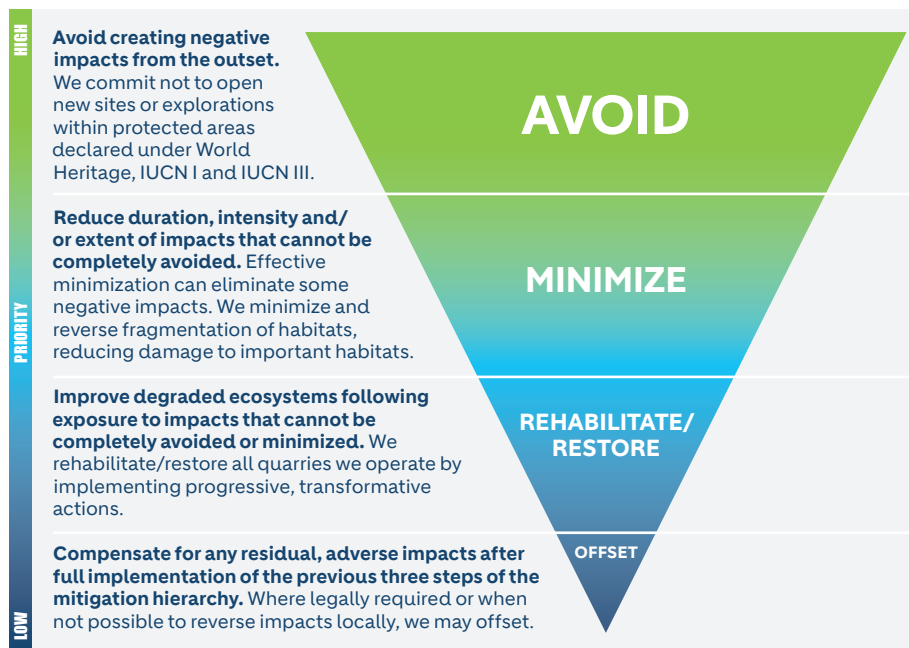 HIGH
Avoid creating negative
impacts from the outset.
We commit not to open
new sites or explorations
within protected areas
declared under World
Heritage, IUCN I and IUCN III.
AVOID
Reduce duration, intensity and/
or extent of impacts that cannot be
completely avoided. Effective
minimization can eliminate some
negative impacts. We minimize and
reverse fragmentation of habitats,
reducing damage to important habitats.
MINIMIZE
PRIORITY
Improve degraded ecosystems following
exposure to impacts that cannot be
completely avoided or minimized. We
rehabilitate/restore all quarries we operate by
implementing progressive, transformative
actions.
REHABILITATE/
RESTORE
Compensate for any residual, adverse impacts after
full implementation of the previous three steps of the
mitigation hierarchy. Where legally required or when
not possible to reverse impacts locally, we may offset.
OFFSET
LOW